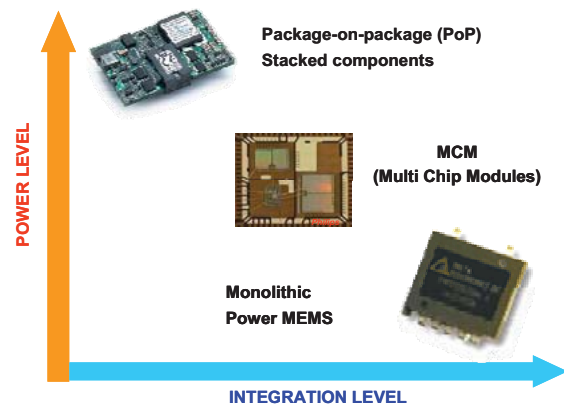 Package-on-package (PoP)
Stacked components
MCM
(Multi Chip Modules)
Monolithic
Power MEMS
POWER LEVEL
INTEGRATION LEVEL